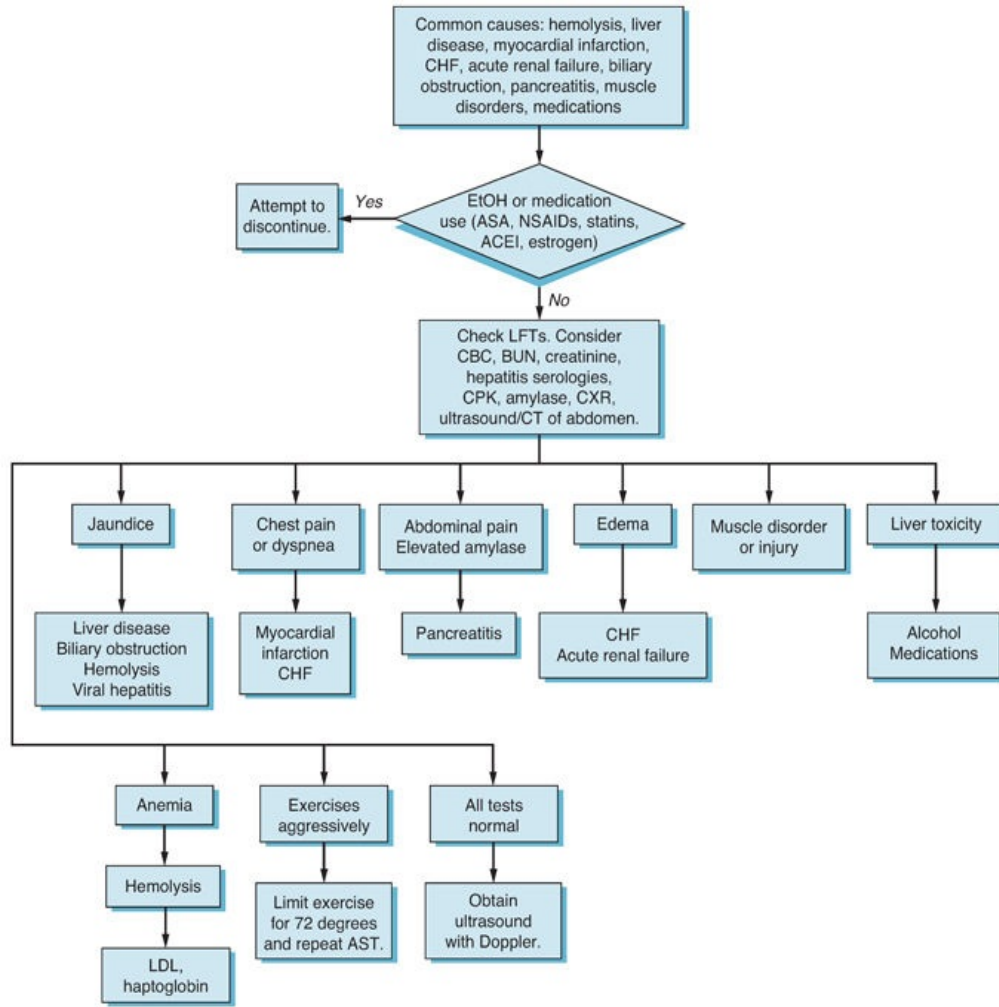 Common causes: hemolysis, liver
disease, myocardial infarction,
CHF, acute renal failure, biliary
obstruction, pancreatitis, muscle
disorders, medications
EtOH or medication
use (ASA, NSAIDs, statins,
ACEI, estrogen)
Yes
Attempt to
discontinue.
No
Check LFTs. Consider
CBC, BUN, creatinine,
hepatitis serologies,
CPK, amylase, CXR,
ultrasound/CT of abdomen.
Jaundice
Chest pain
or dyspnea
Abdominal pain
Elevated amylase
Edema
Muscle disorder
or injury
Liver toxicity
Liver disease
Biliary obstruction
Hemolysis
Viral hepatitis
Myocardial
infarction
CHF
Pancreatitis
CHF
Acute renal failure
Alcohol
Medications
Anemia
Exercises
aggressively
All tests
normal
Hemolysis
Limit exercise
for 72 degrees
and repeat AST.
Obtain
ultrasound
with Doppler.
LDL,
haptoglobin